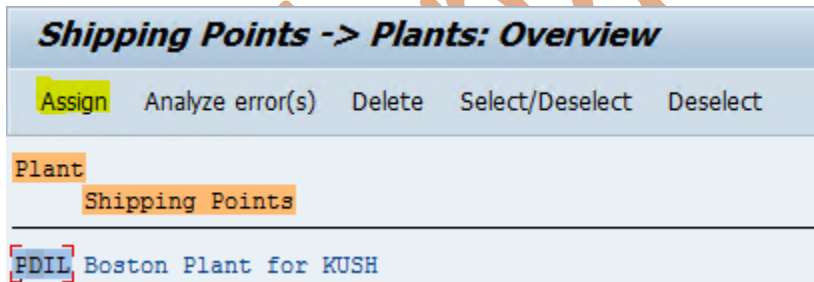 Shipping Points -> Plants: Overview
Assign Analyze error(s) Delete Select/Deselect Deselect
Plant
Shipping Points
PDIL Boston Plant for KUSH